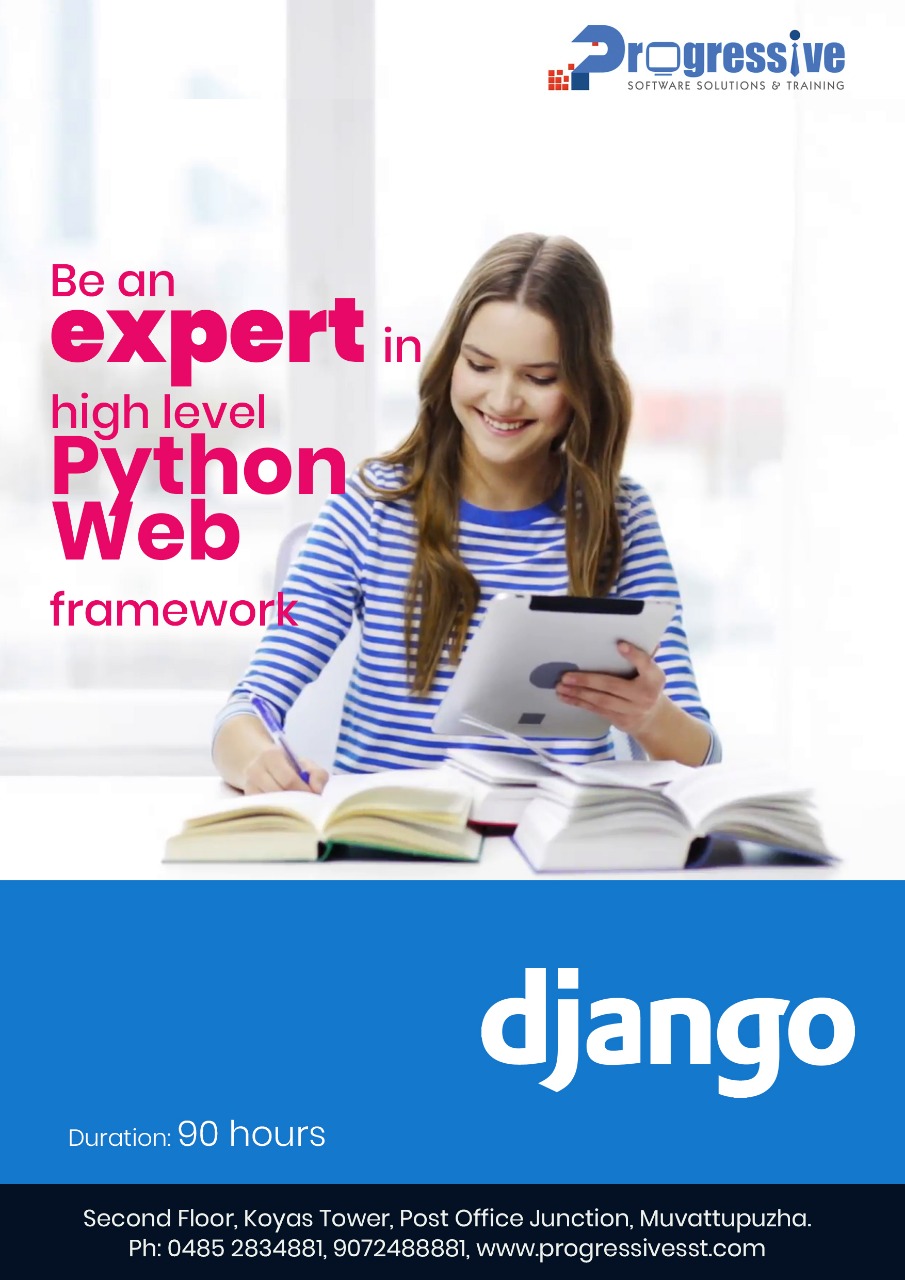 Progressive
SOFTWARE SOLUTIONS & TRAINING
Be an
expert in
high level
Python
Web
framework
django
Duration: 90 hours
Second Floor, Koyas Tower, Post Office Junction, Muvattupuzha.
Ph: 0485 2834881, 9072488881, www.progressivesst.com